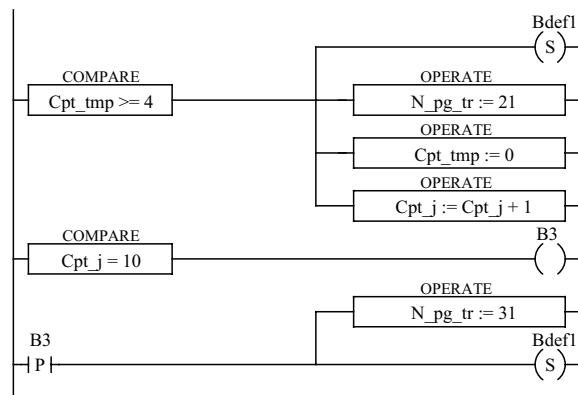 Bdef1
S
COMPARE
OPERATE
Cpt_tmp >= 4
N_pg_tr := 21
OPERATE
Cpt_tmp := 0
OPERATE
Cpt_j := Cpt_j + 1
COMPARE
B3
Cpt_j = 10
OPERATE
N_pg_tr := 31
B3
Bdef1
P
S